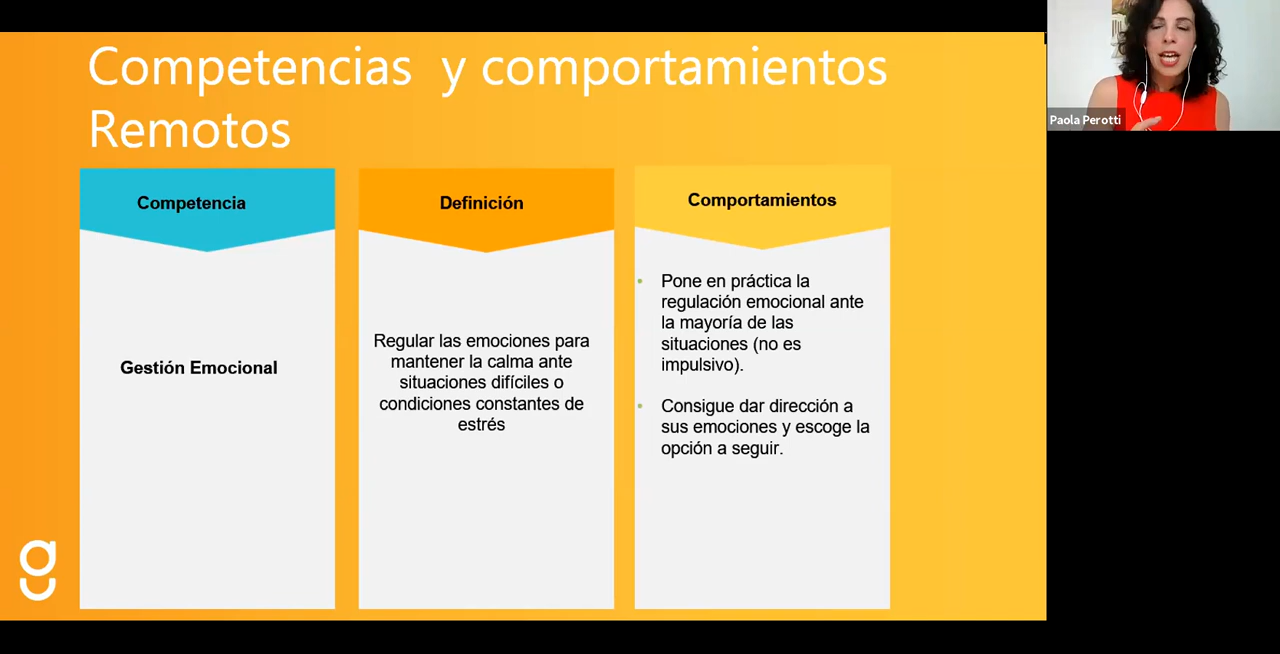 Competencias y comportamientos
Remotos
Paola Perotti
Competencia
Definición
Comportamientos
Gestión Emocional
Regular las emociones para
mantener la calma ante
situaciones difíciles o
condiciones constantes de
estrés
• Pone en práctica la
regulación emocional ante
la mayoría de las
situaciones (no es
impulsivo).
• Consigue dar dirección a
sus emociones y escoge la
opción a seguir.